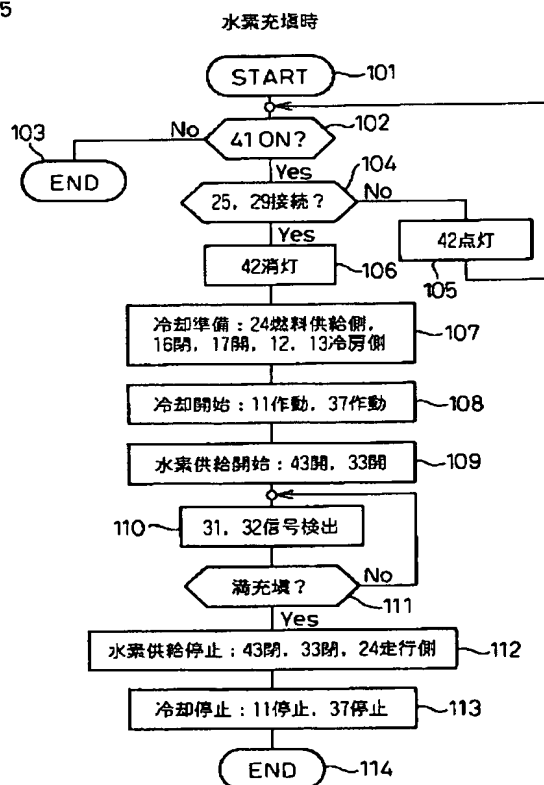 5
水素充塡時
START 101
No 41 ON? 102
103
END
Yes 104
25, 29接続? No
Yes
42点灯
42消灯 106
105
冷却準備:24燃料供給側, 107
16閉, 17開, 12, 13冷房側
冷却開始:11作動, 37作動 108
水素供給開始:43開, 33開 109
110 31, 32信号検出
満充塡? No
111
Yes
水素供給停止:43閉, 33閉, 24走行側 112
冷却停止:11停止, 37停止 113
END 114